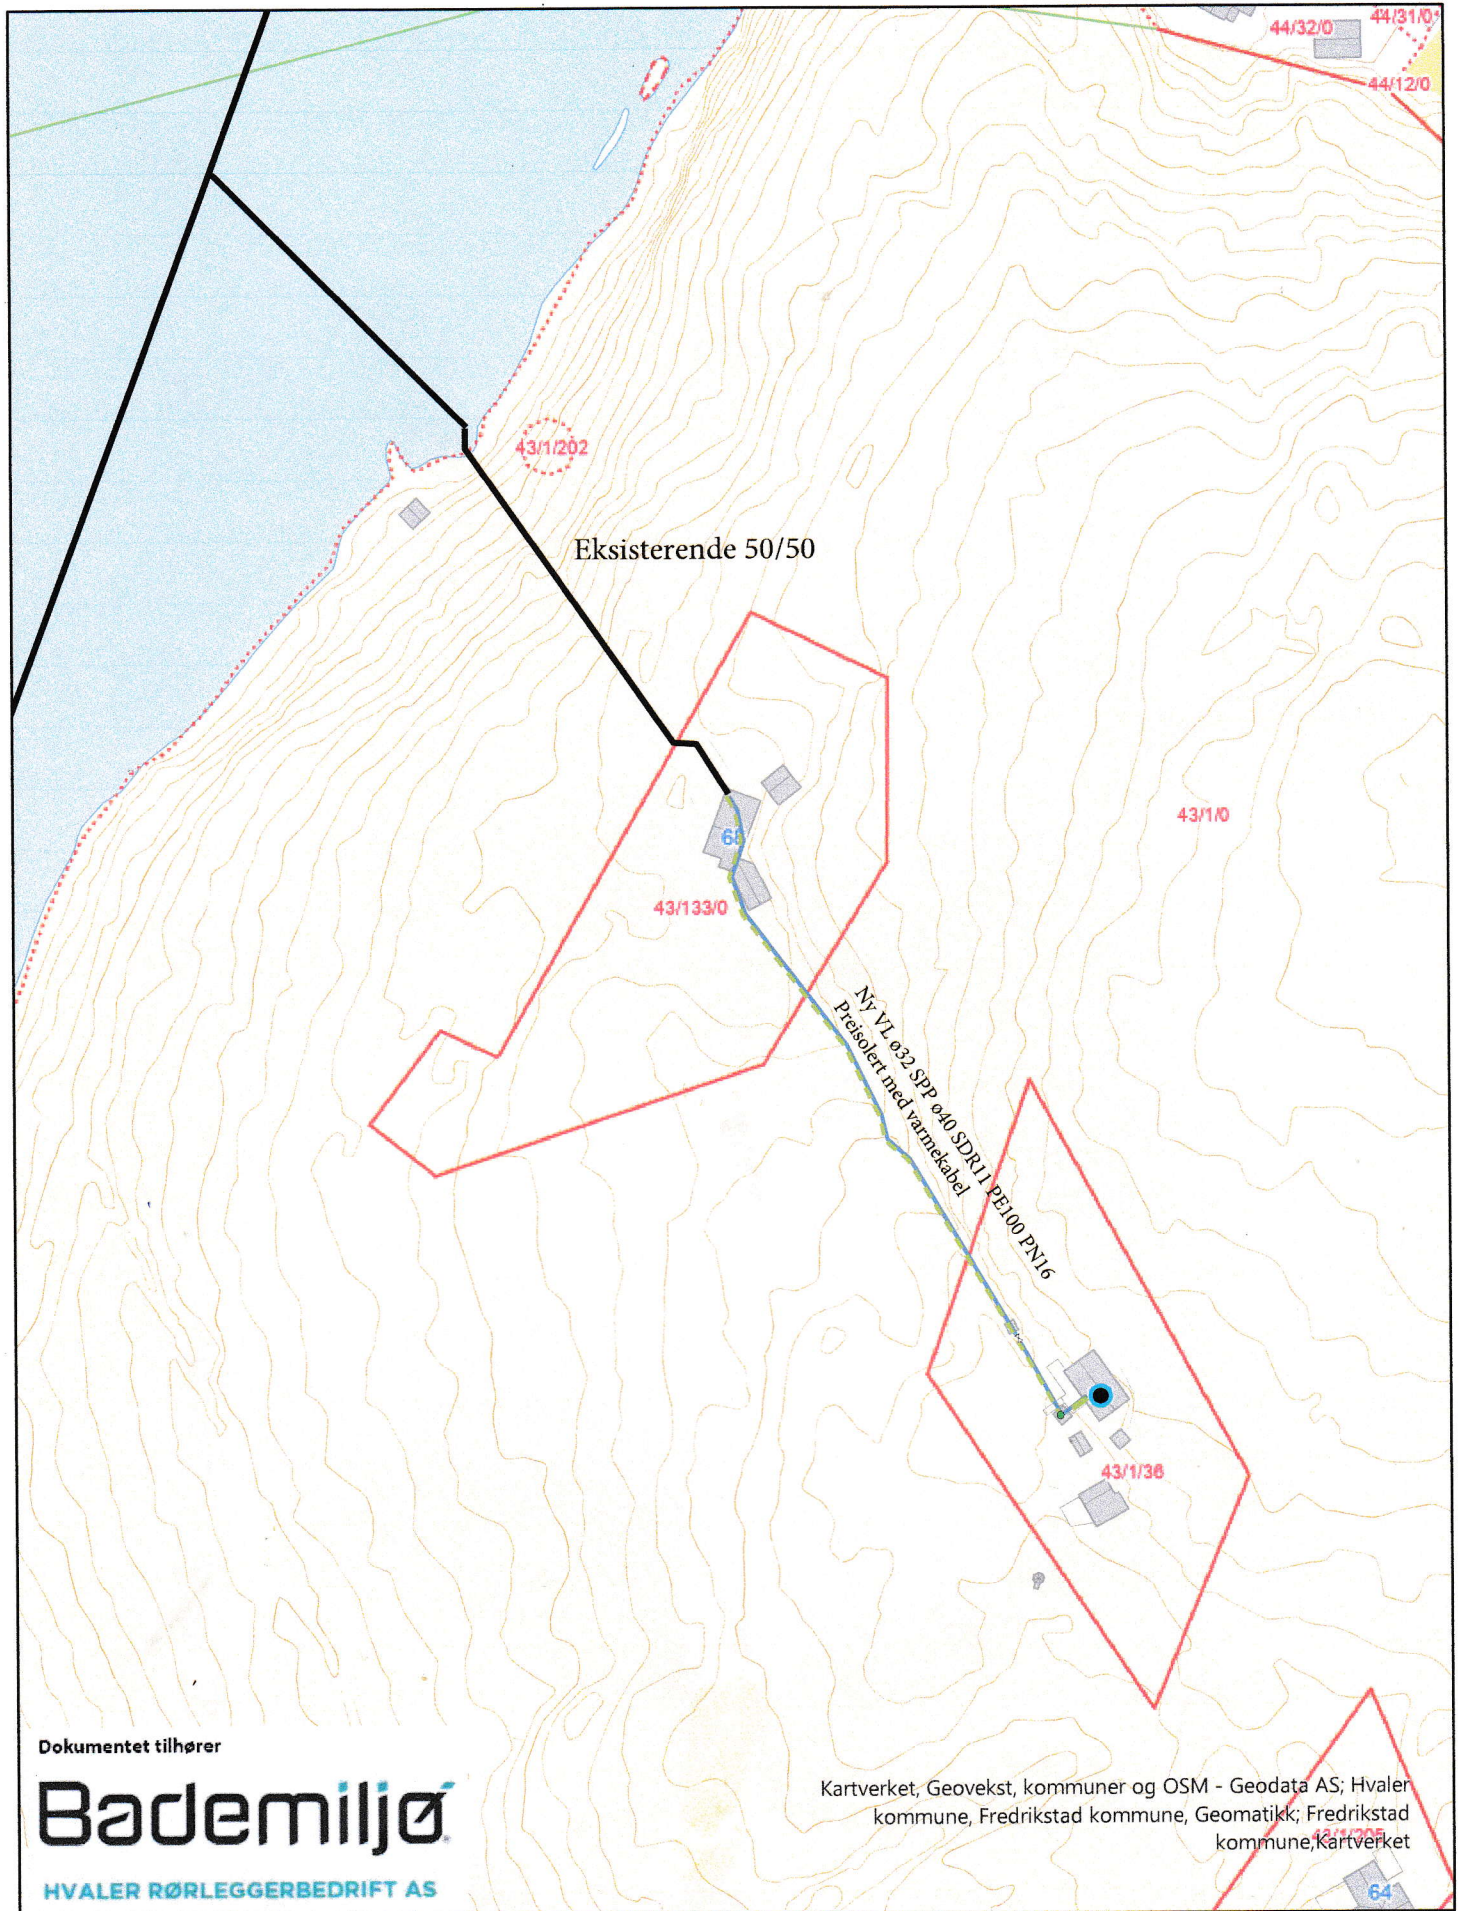 44/32/0
44/31/0
44/12/0
43/1/202
Eksisterende 50/50
43/1/0
68
43/133/0
Ny VL ø32 SPP ø40 SDR11 PE100 PN16
Preisolert med varmekabel
43/1/36
Dokumentet tilhører
Bademiljø
HVALER RØRLEGGERBEDRIFT AS
Kartverket, Geovekst, kommuner og OSM - Geodata AS; Hvaler
kommune, Fredrikstad kommune, Geomatikk; Fredrikstad
kommune,Kartverket
43/1/205
64